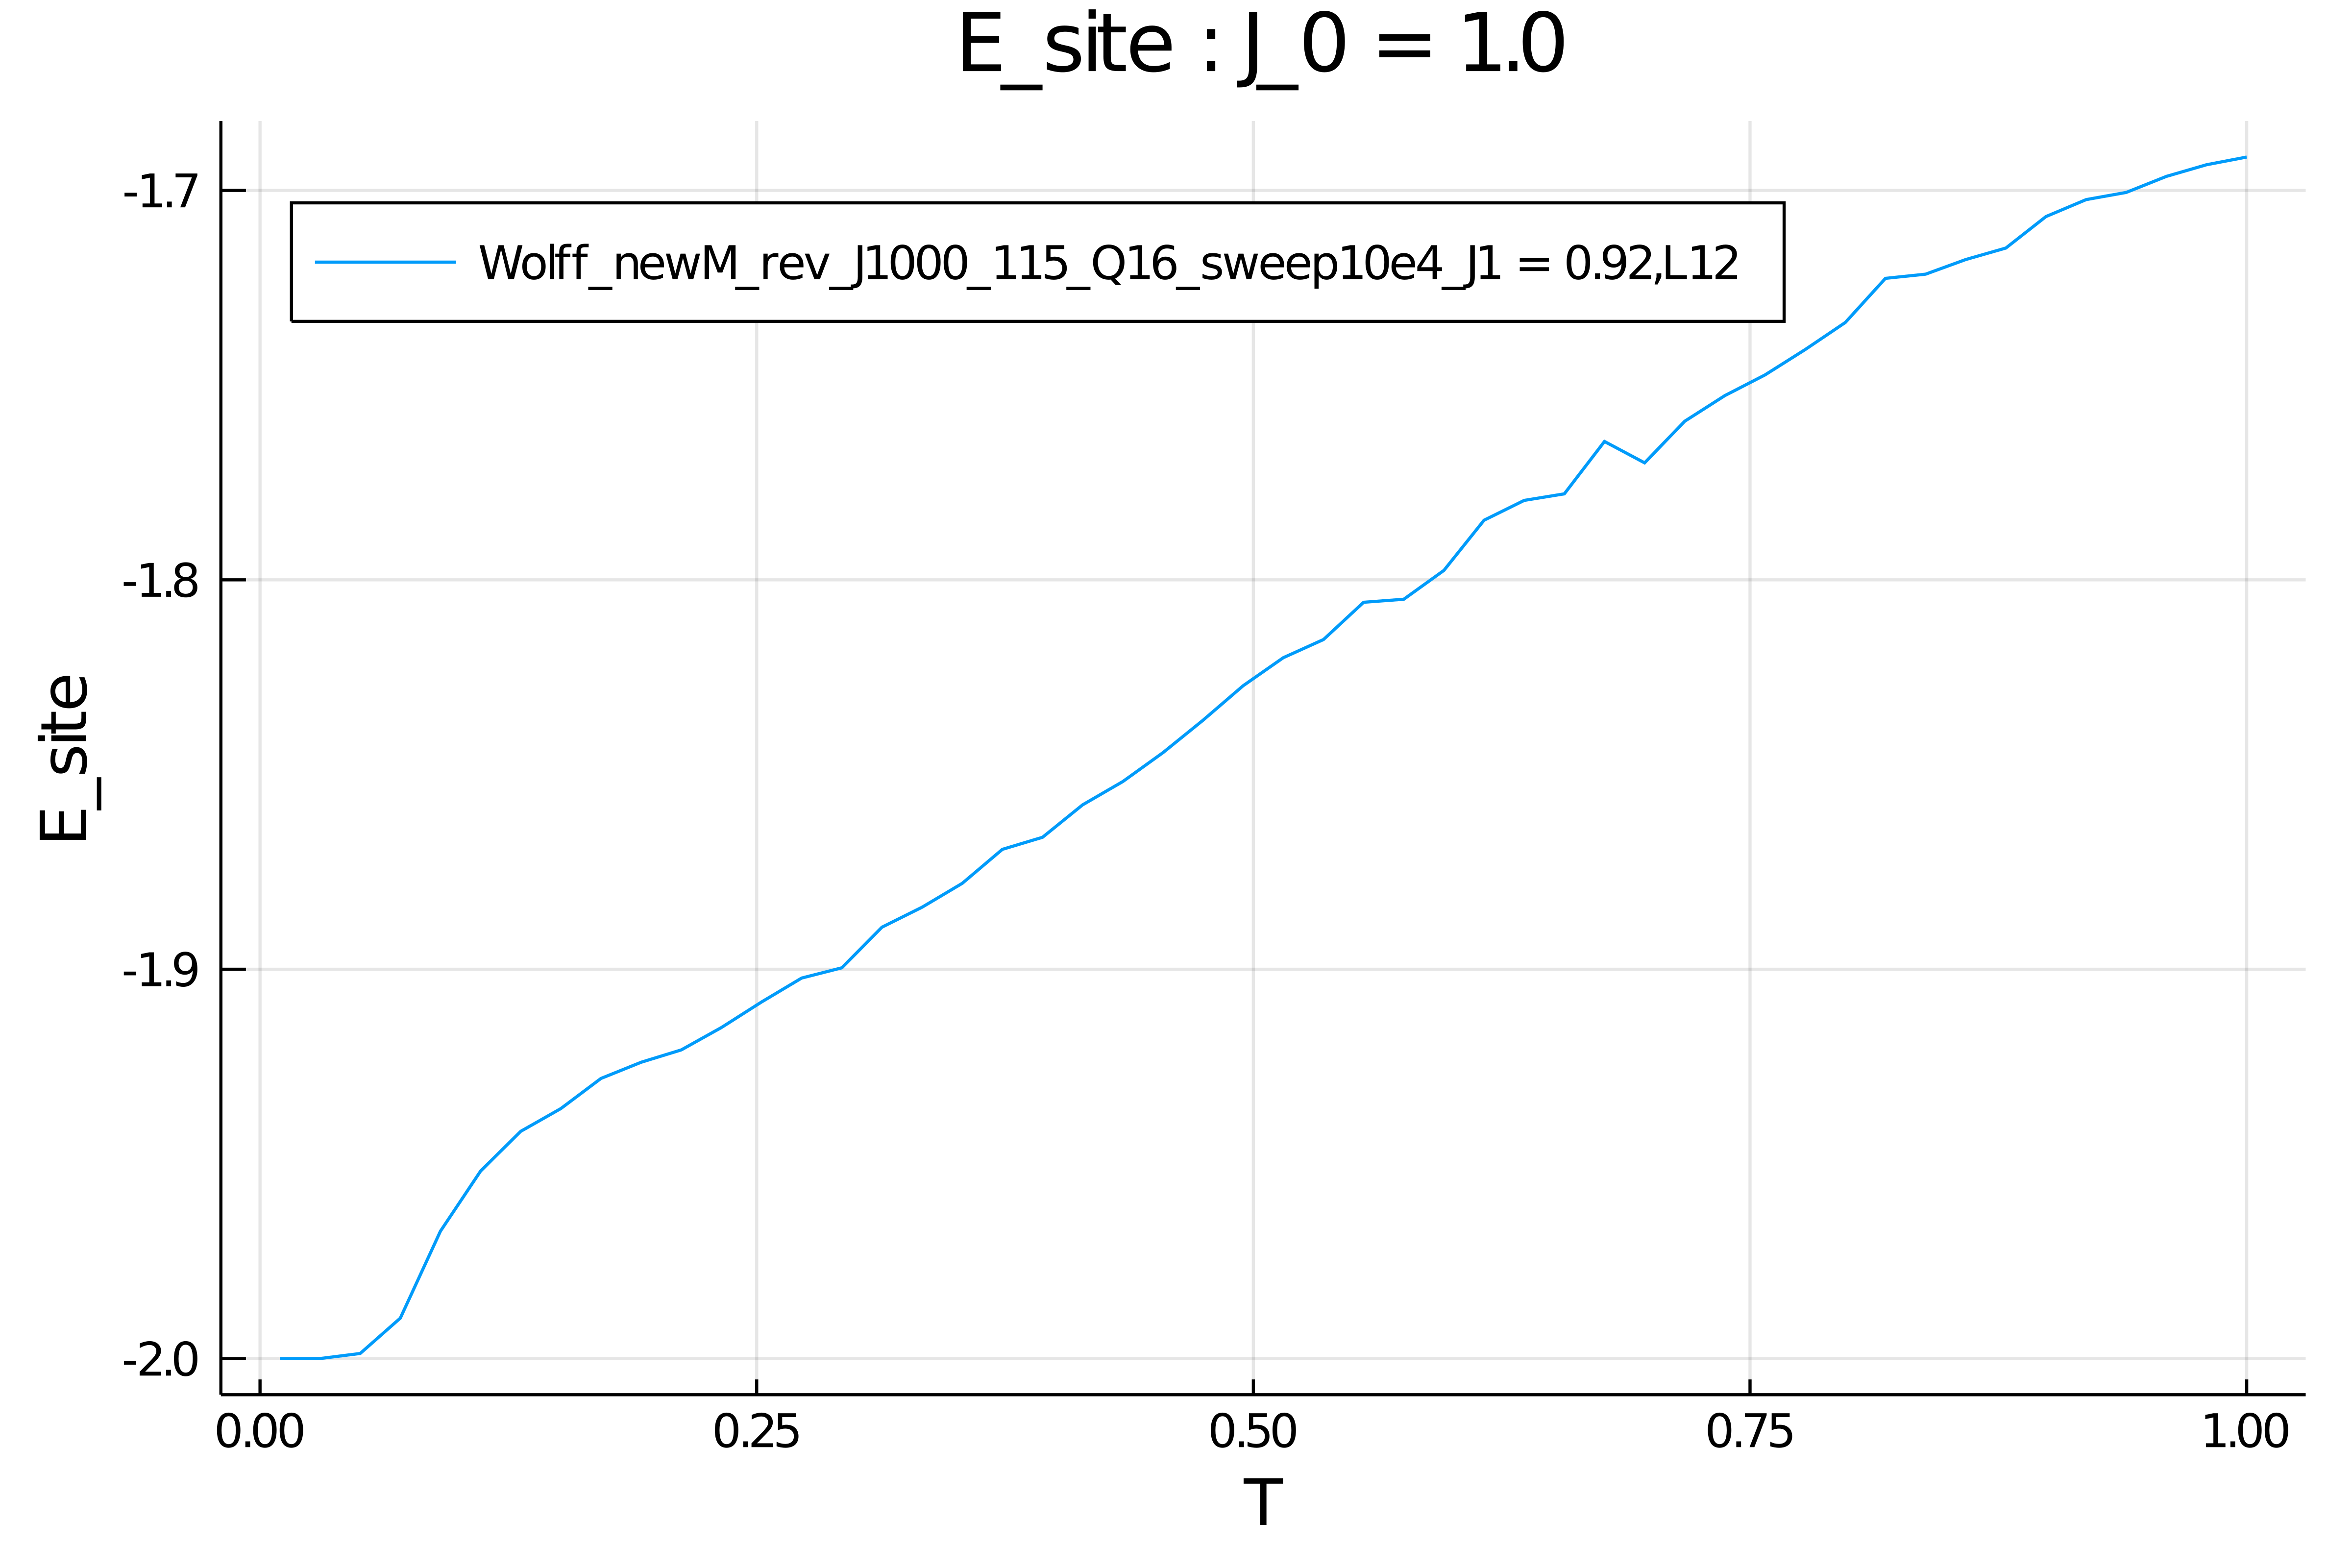 E_site : J_0 = 1.0
-1.7
Wolff_newM_rev_J1000_115_Q16_sweep10e4_J1 = 0.92,L12
-1.8
E_site
-1.9
-2.0
0.00 0.25 0.50 0.75 1.00
T